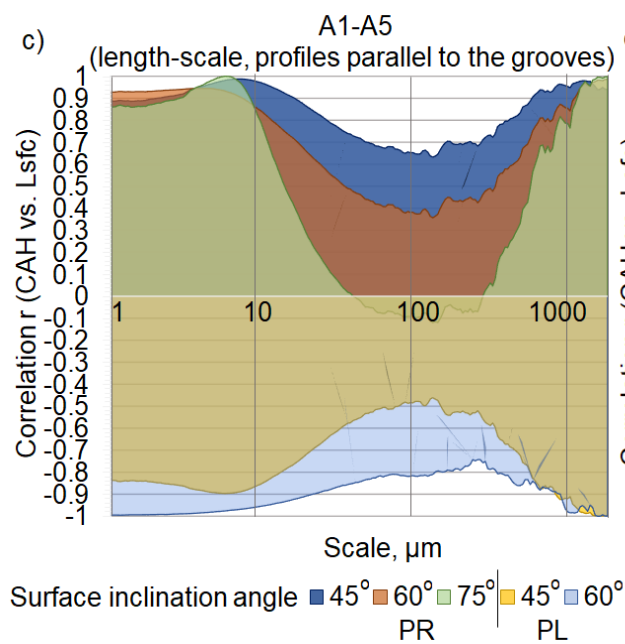 c)
A1-A5
(length-scale, profiles parallel to the grooves)
Correlation r (CAH vs. Lsfc)
1
0.9
0.8
0.7
0.6
0.5
0.4
0.3
0.2
0.1
0
-0.1
-0.2
-0.3
-0.4
-0.5
-0.6
-0.7
-0.8
-0.9
-1
1 10 100 1000
Scale, µm
Surface inclination angle 45° 60° 75° 45° 60°
PR PL